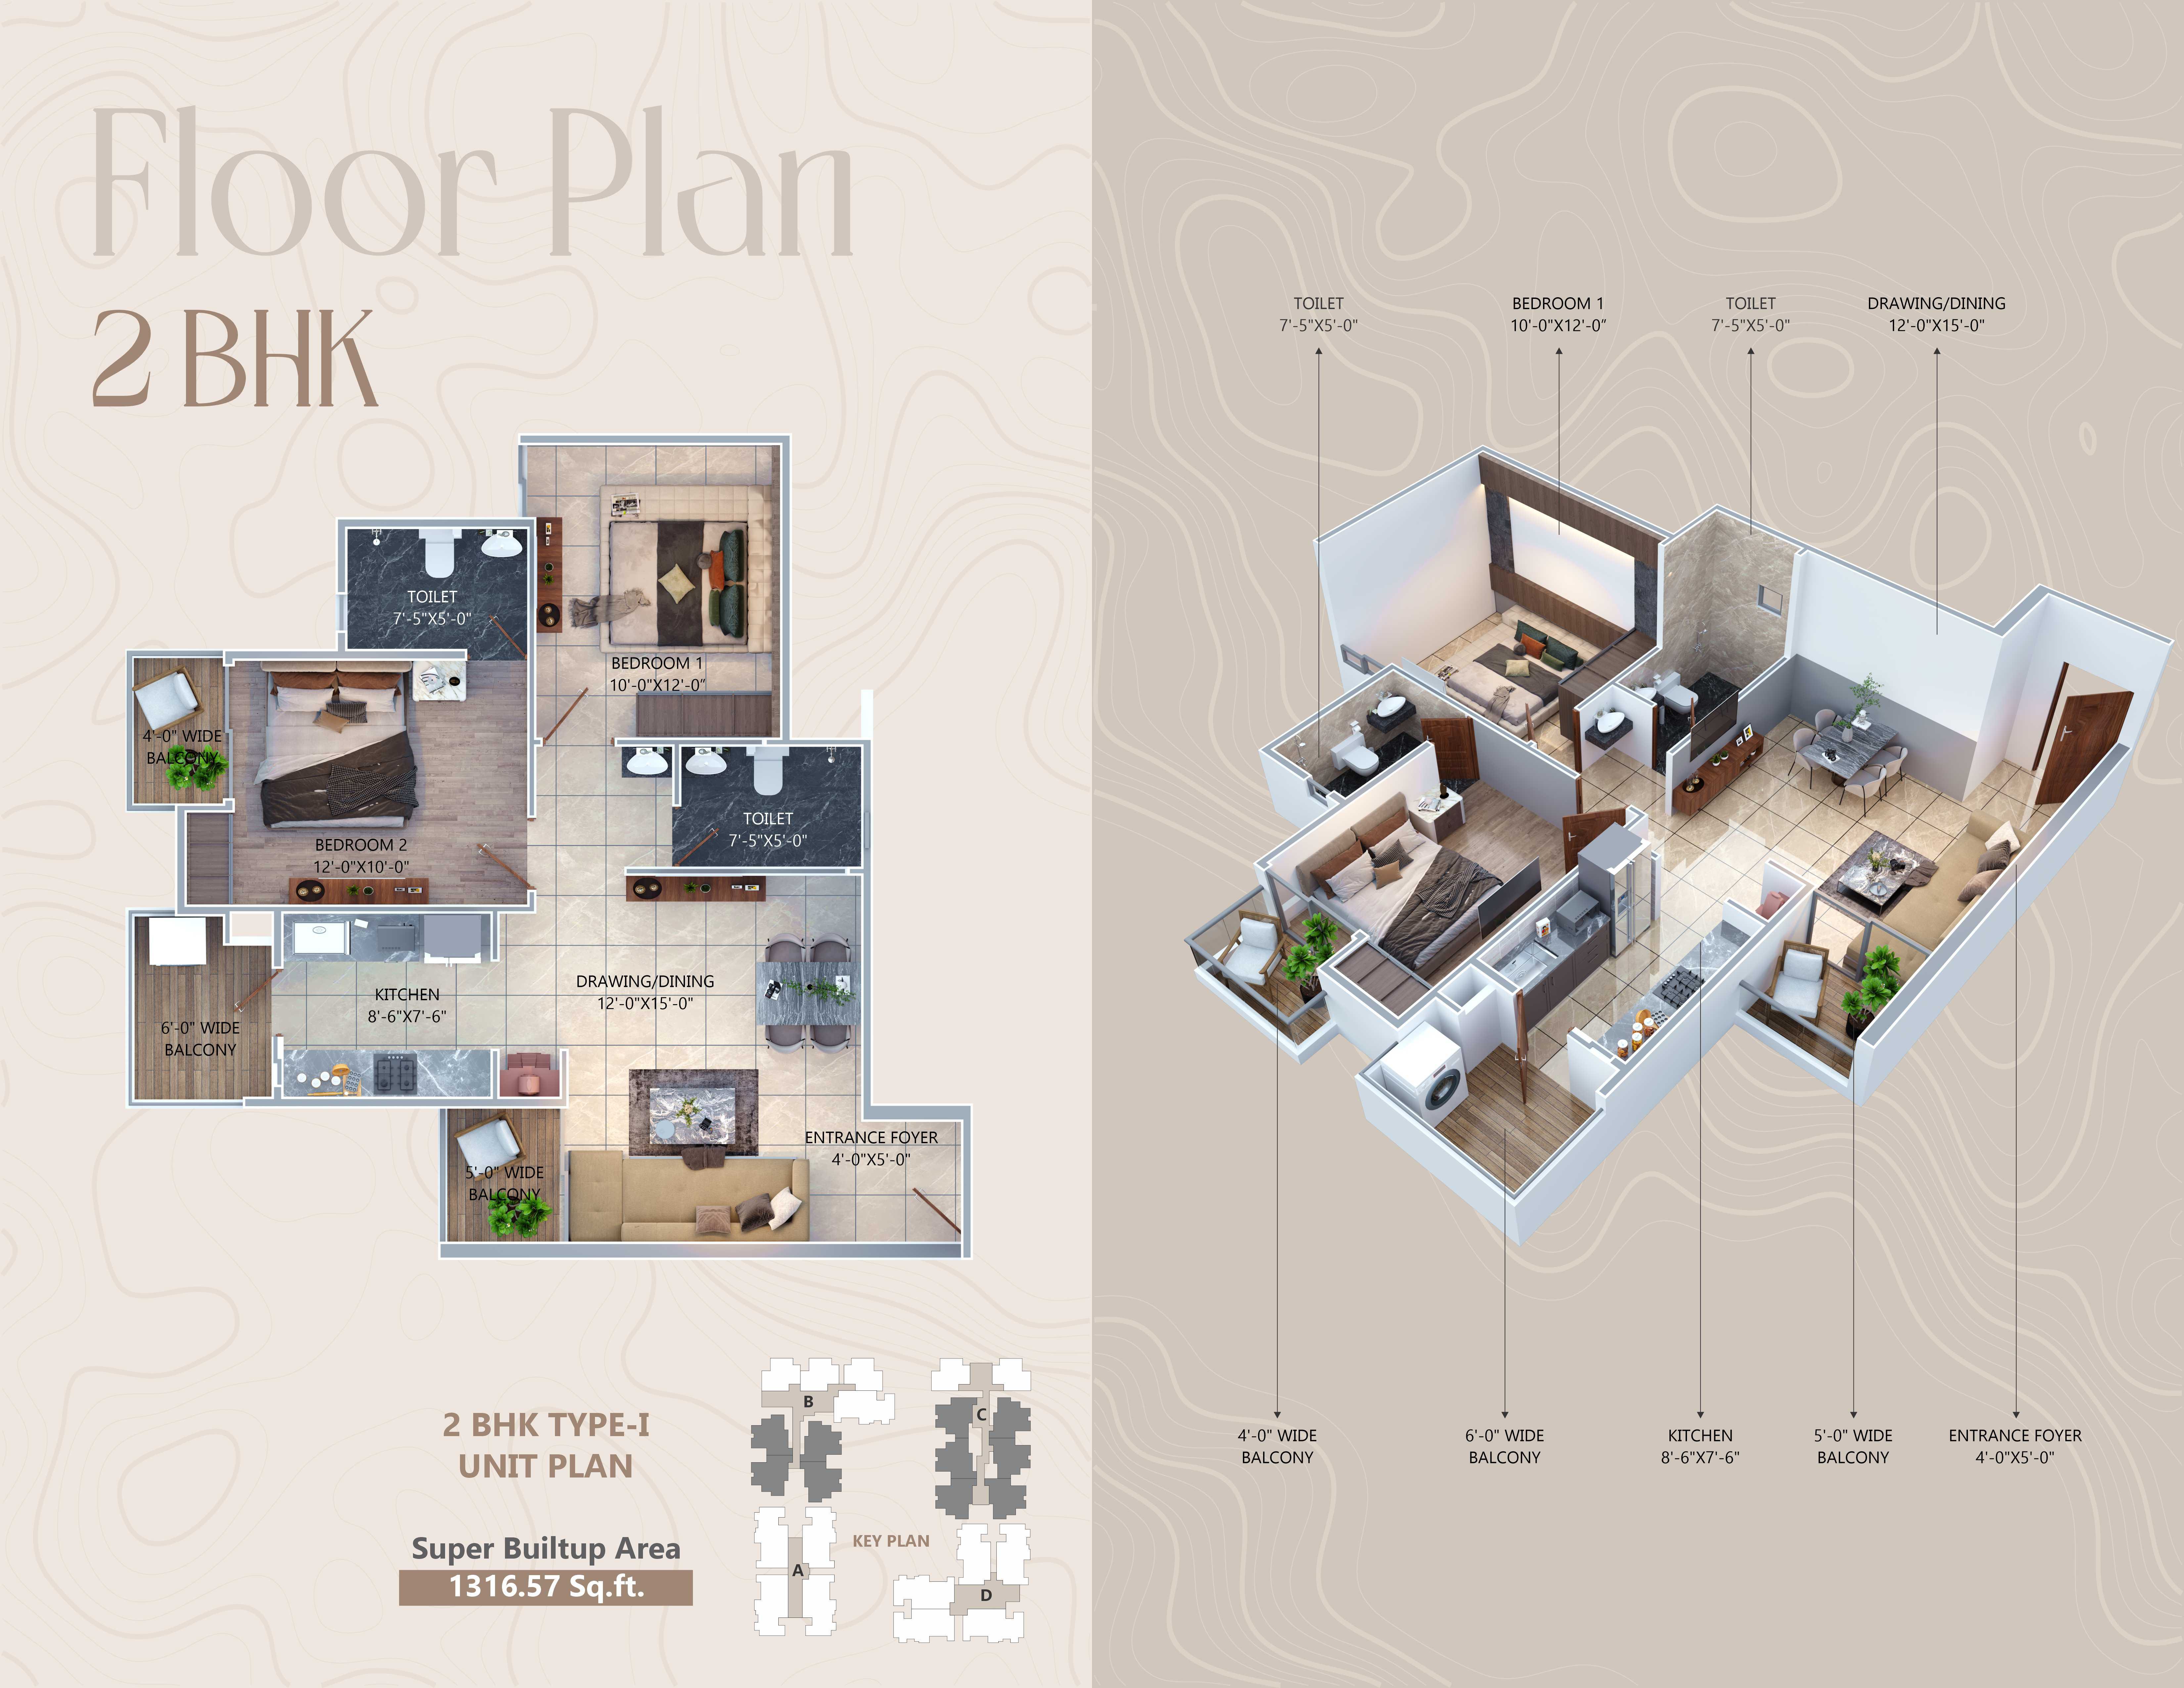 Floor Plan
2 BHK
TOILET
7'-5"X5'-0"
BEDROOM 1
10'-0"X12'-0”
4'-0" WIDE
BALCONY
BEDROOM 2
12'-0"X10'-0"
TOILET
7'-5"X5'-0"
6'-0" WIDE
BALCONY
KITCHEN
8'-6"X7'-6"
DRAWING/DINING
12'-0"X15'-0"
5'-0" WIDE
BALCONY
ENTRANCE FOYER
4'-0"X5'-0"
2 BHK TYPE-I
UNIT PLAN
Super Builtup Area
1316.57 Sq.ft.
B
C
KEY PLAN
A
D
TOILET
7'-5"X5'-0"
BEDROOM 1
10'-0"X12'-0”
TOILET
7'-5"X5'-0"
DRAWING/DINING
12'-0"X15'-0"
4'-0" WIDE
BALCONY
6'-0" WIDE
BALCONY
KITCHEN
8'-6"X7'-6"
5'-0" WIDE
BALCONY
ENTRANCE FOYER
4'-0"X5'-0"